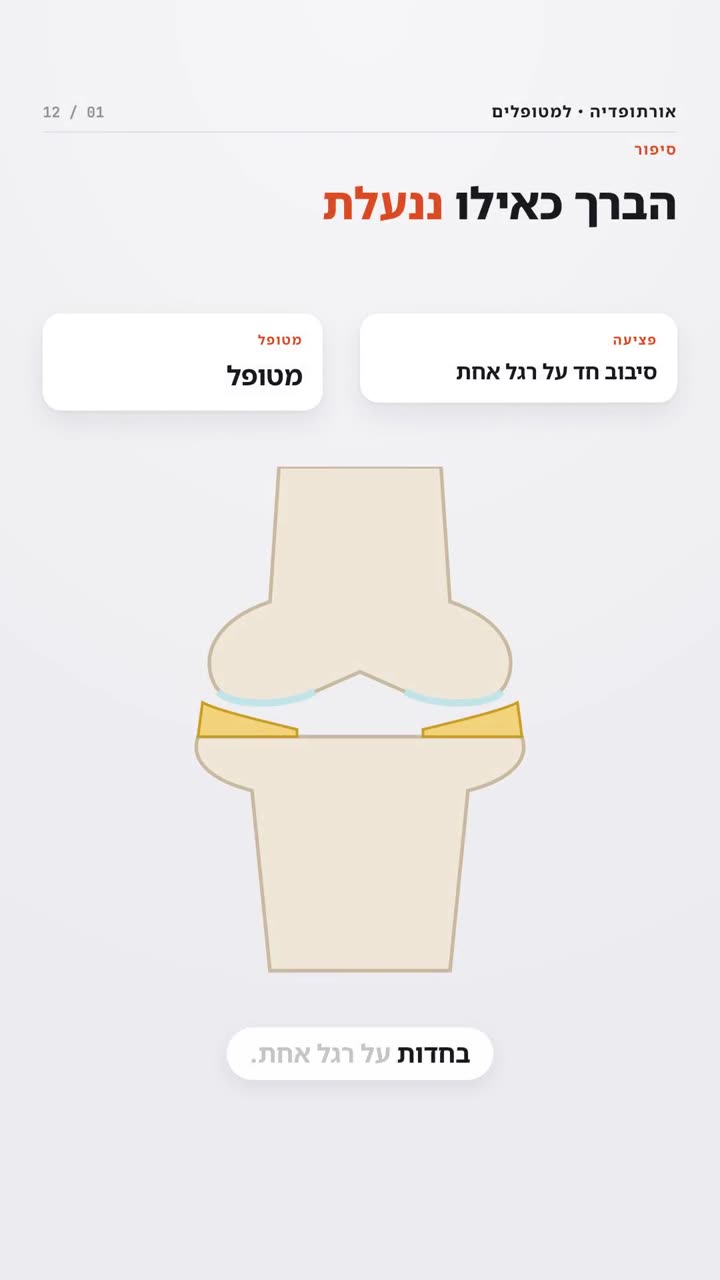 אורתופדיה · למטופלים
12 / 01
סיפור
הברך כאילו ננעלת
פציעה
סיבוב חד על רגל אחת
מטופל
מטופל
בחדות על רגל אחת.